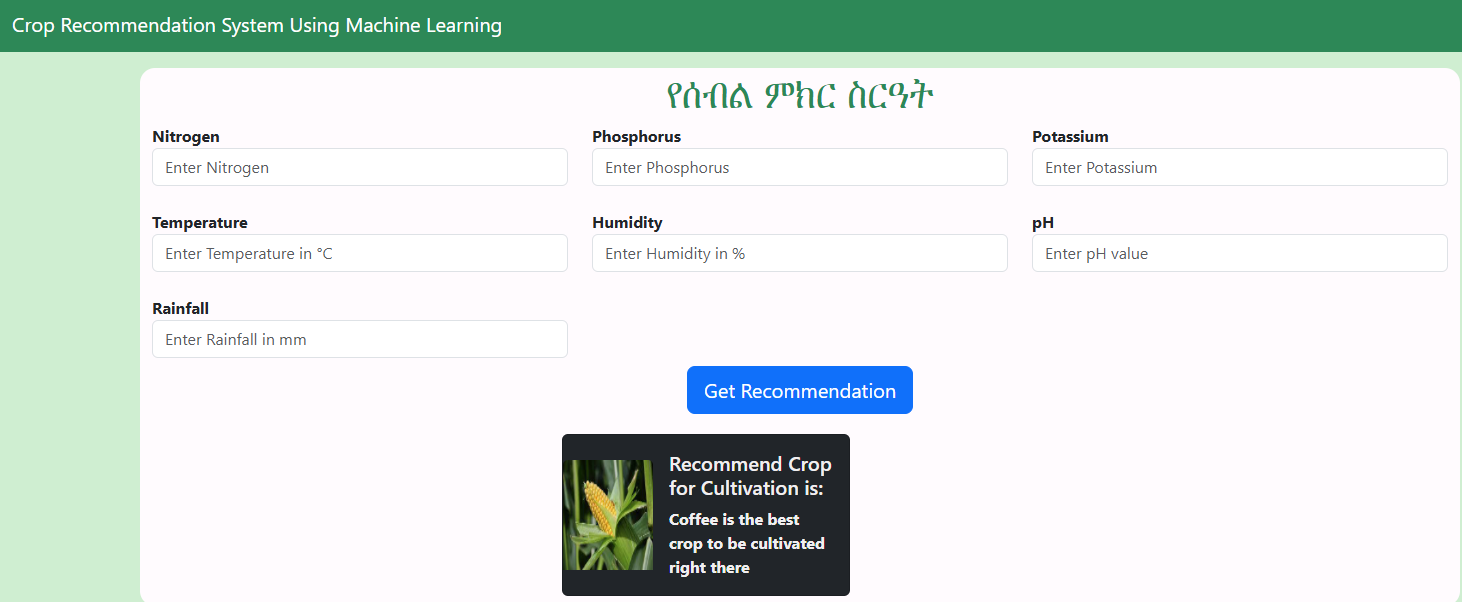 Crop Recommendation System Using Machine Learning
የሰብል ምክር ስርዓት
Nitrogen
Phosphorus
Potassium
Enter Nitrogen
Enter Phosphorus
Enter Potassium
Temperature
Humidity
pH
Enter Temperature in °C
Enter Humidity in %
Enter pH value
Rainfall
Enter Rainfall in mm
Get Recommendation
Recommend Crop
for Cultivation is:
Coffee is the best
crop to be cultivated
right there